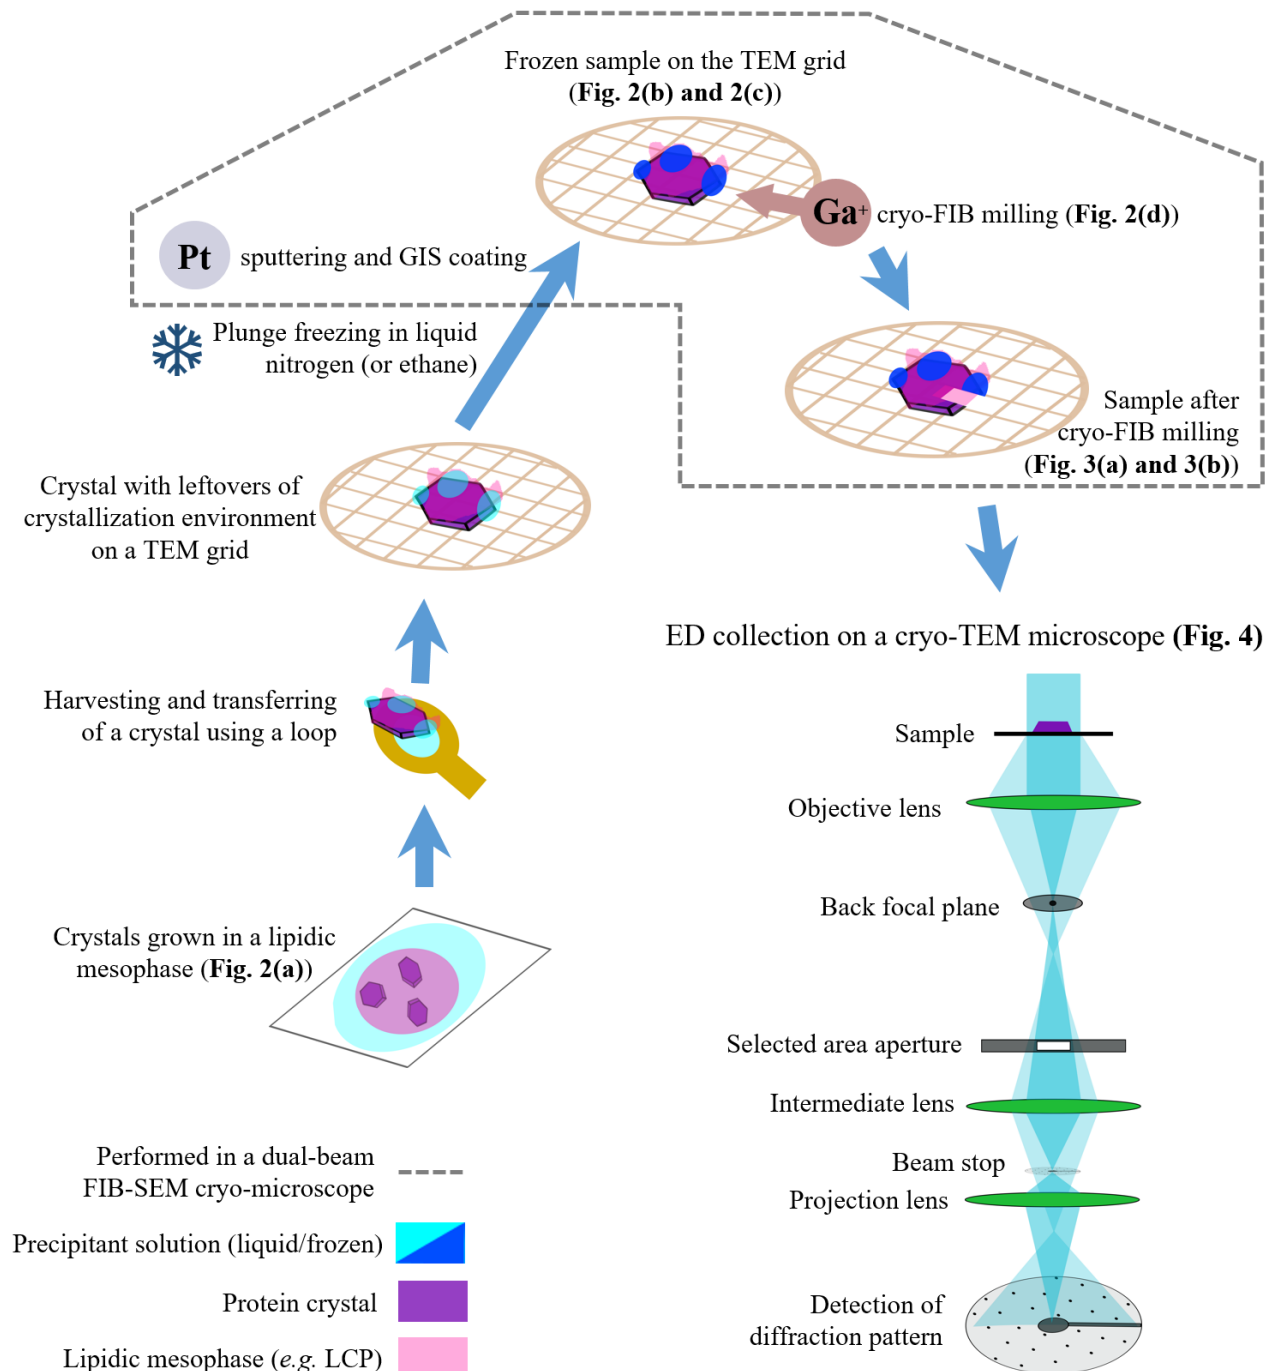 Frozen sample on the TEM grid
(Fig. 2(b) and 2(c))
Ga+
cryo-FIB milling (Fig. 2(d))
Pt
sputtering and GIS coating
Plunge freezing in liquid
nitrogen (or ethane)
Sample after
cryo-FIB milling
(Fig. 3(a) and 3(b))
Crystal with leftovers of
crystallization environment
on a TEM grid
Harvesting and transferring
of a crystal using a loop
Crystals grown in a lipidic
mesophase (Fig. 2(a))
ED collection on a cryo-TEM microscope (Fig. 4)
Sample
Objective lens
Back focal plane
Selected area aperture
Intermediate lens
Beam stop
Projection lens
Detection of
diffraction pattern
Performed in a dual-beam
FIB-SEM cryo-microscope
Precipitant solution (liquid/frozen)
Protein crystal
Lipidic mesophase (e.g. LCP)